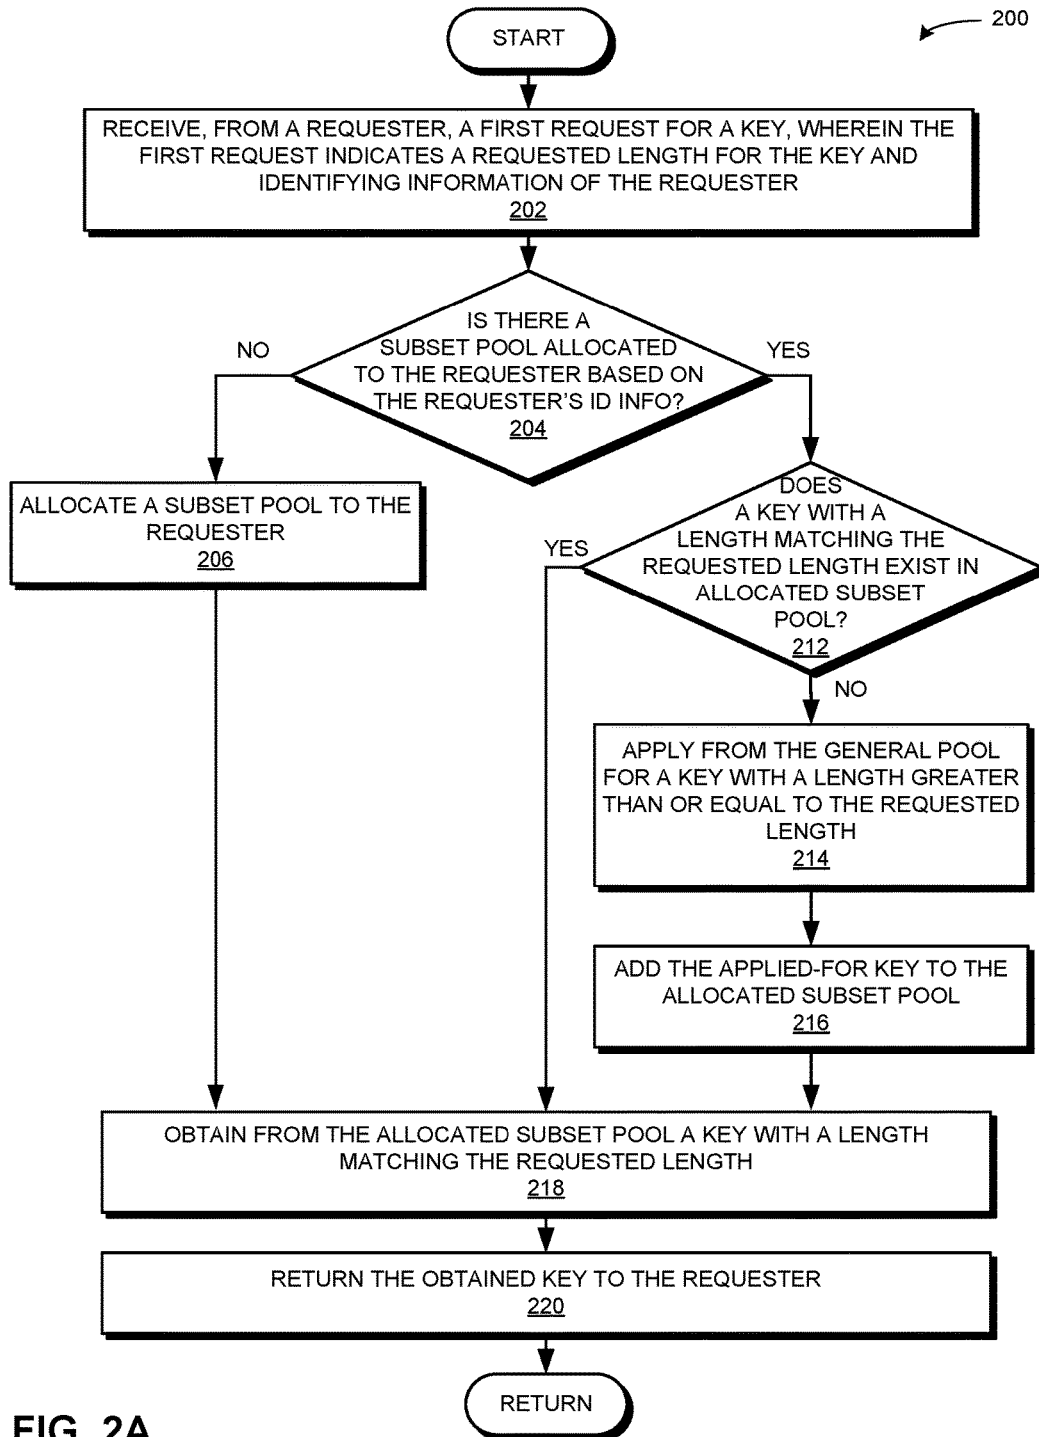 200
START
RECEIVE, FROM A REQUESTER, A FIRST REQUEST FOR A KEY, WHEREIN THE
FIRST REQUEST INDICATES A REQUESTED LENGTH FOR THE KEY AND
IDENTIFYING INFORMATION OF THE REQUESTER
202
IS THERE A
SUBSET POOL ALLOCATED
TO THE REQUESTER BASED ON
THE REQUESTER'S ID INFO?
204
NO
YES
ALLOCATE A SUBSET POOL TO THE
REQUESTER
206
DOES
A KEY WITH A
LENGTH MATCHING THE
REQUESTED LENGTH EXIST IN
ALLOCATED SUBSET
POOL?
212
YES
NO
APPLY FROM THE GENERAL POOL
FOR A KEY WITH A LENGTH GREATER
THAN OR EQUAL TO THE REQUESTED
LENGTH
214
ADD THE APPLIED-FOR KEY TO THE
ALLOCATED SUBSET POOL
216
OBTAIN FROM THE ALLOCATED SUBSET POOL A KEY WITH A LENGTH
MATCHING THE REQUESTED LENGTH
218
RETURN THE OBTAINED KEY TO THE REQUESTER
220
RETURN
FIG. 2A